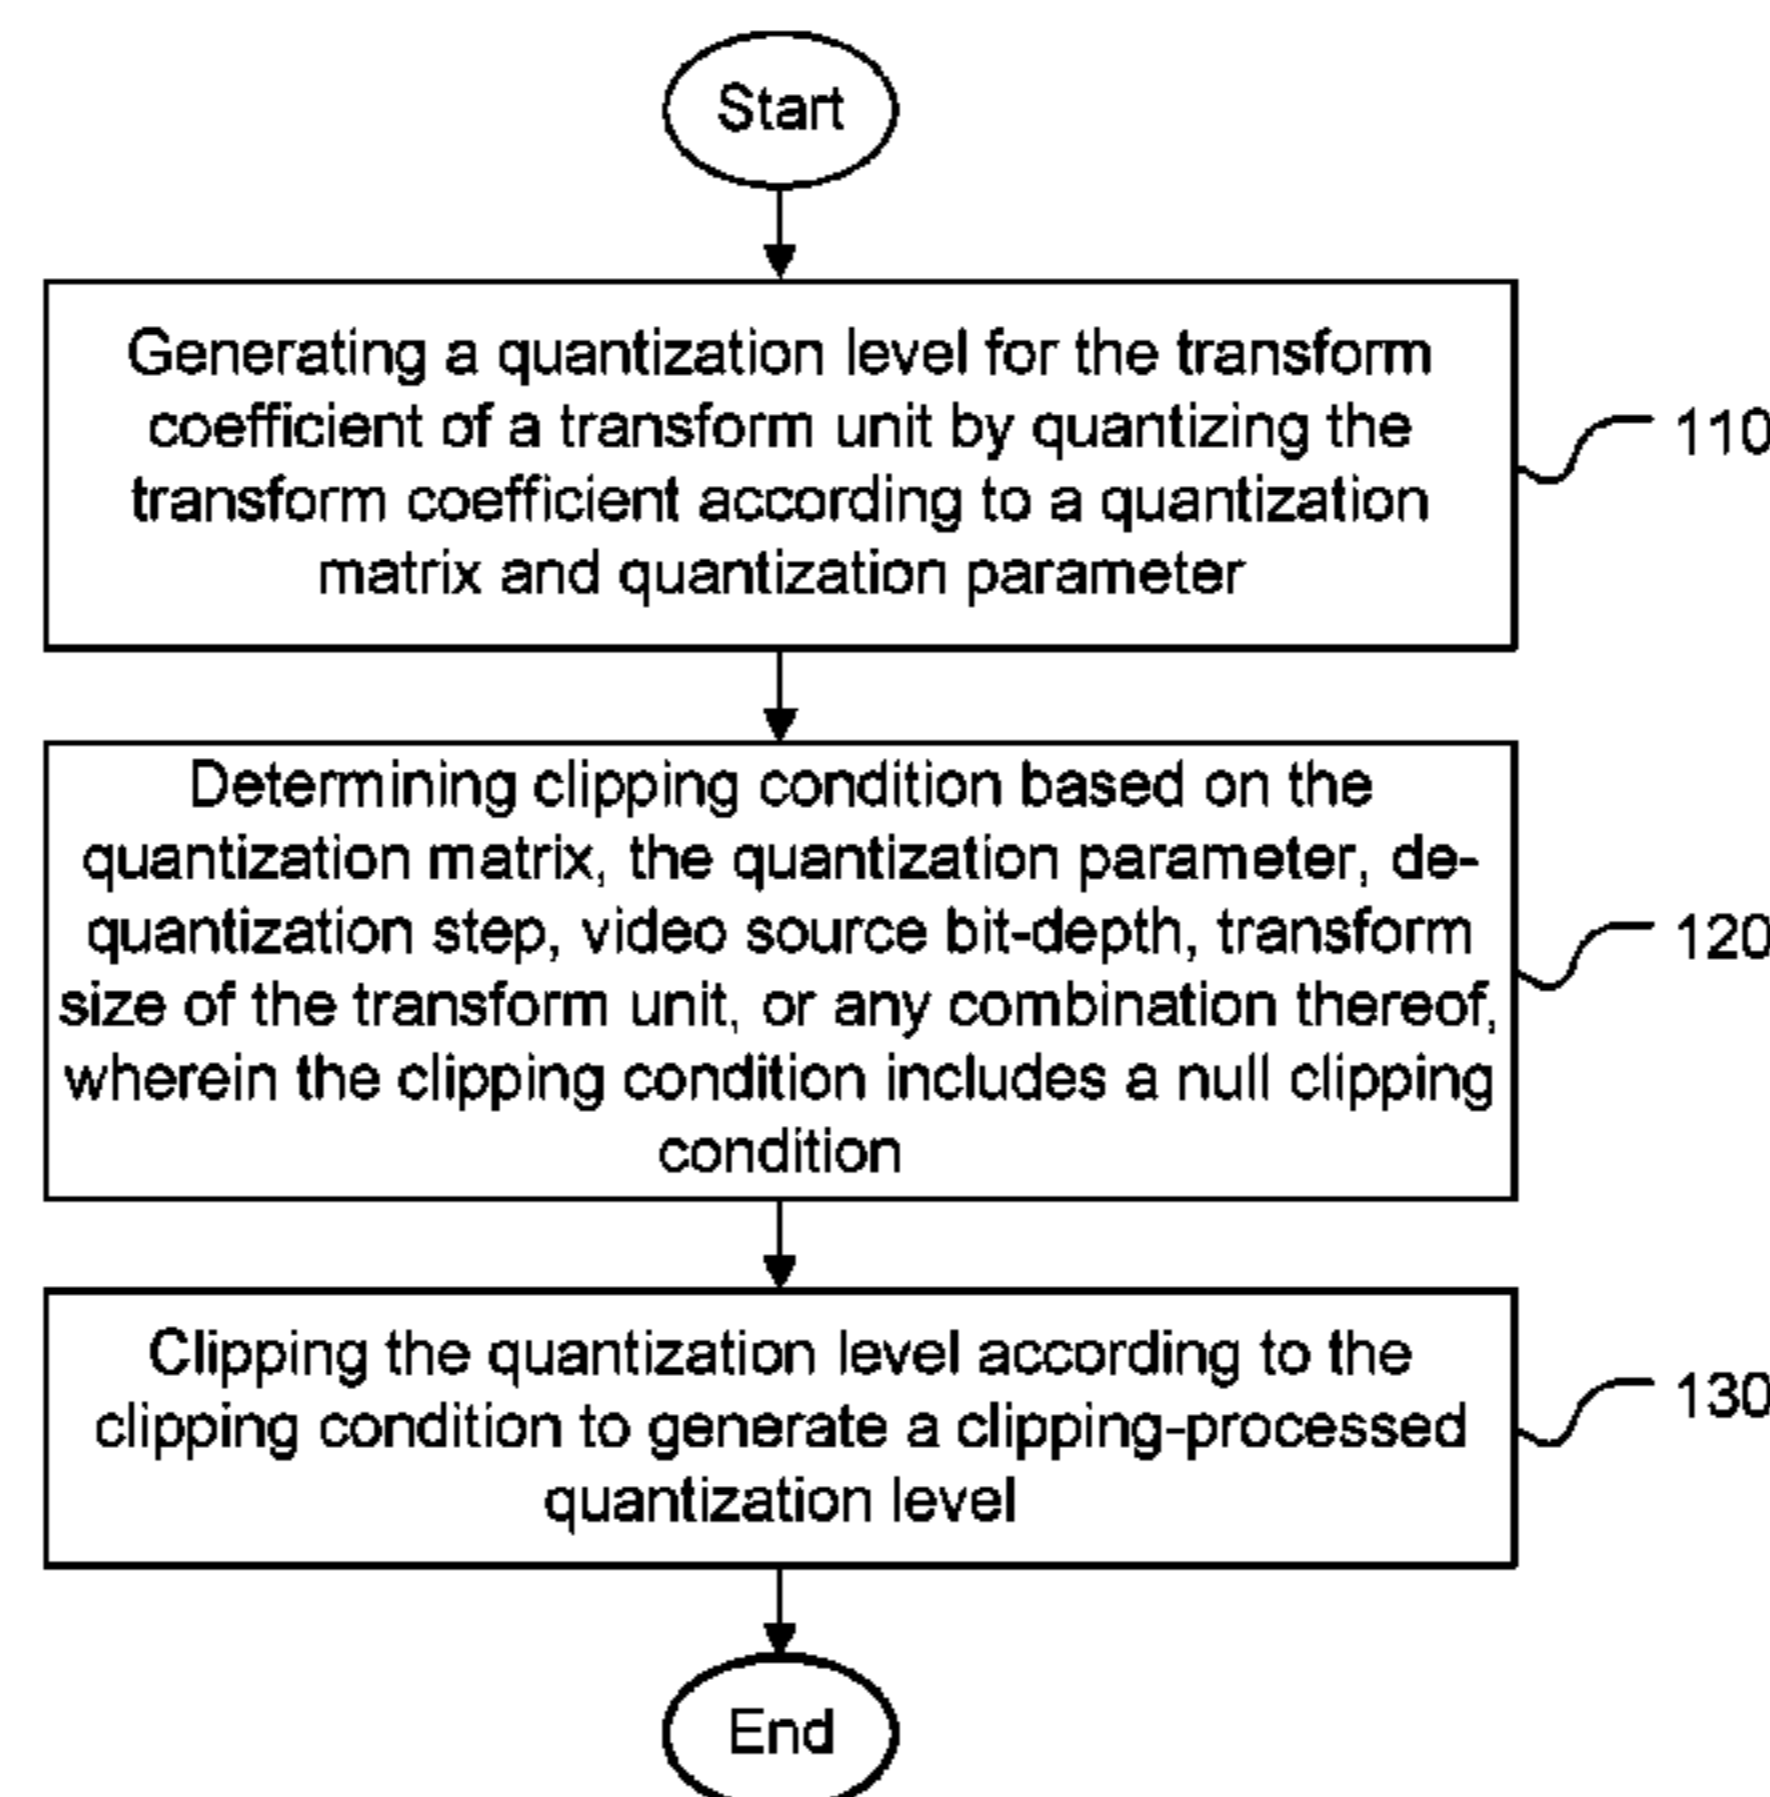 Start
Generating a quantization level for the transform
coefficient of a transform unit by quantizing the
transform coefficient according to a quantization
matrix and quantization parameter
110
Determining clipping condition based on the
quantization matrix, the quantization parameter, de-
quantization step, video source bit-depth, transform
size of the transform unit, or any combination thereof,
wherein the clipping condition includes a null clipping
condition
120
Clipping the quantization level according to the
clipping condition to generate a clipping-processed
quantization level
130
End